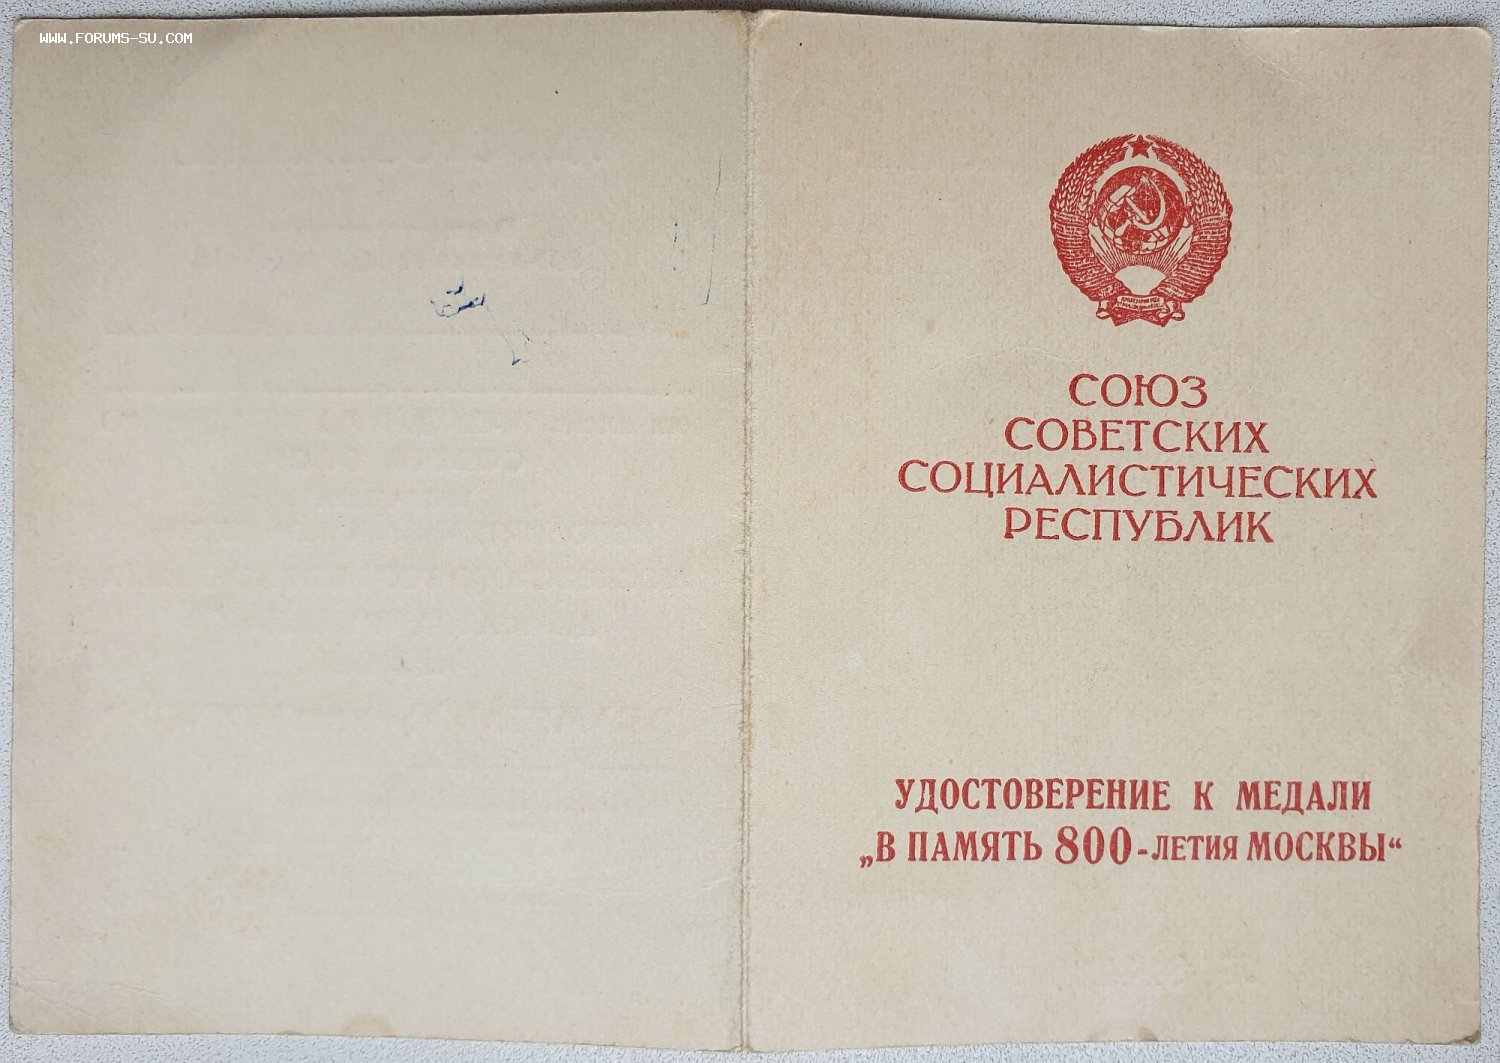 WWW.FORUMS-SU.COM
СОЮЗ
СОВЕТСКИХ
СОЦИАЛИСТИЧЕСКИХ
РЕСПУБЛИК
УДОСТОВЕРЕНИЕ К МЕДАЛИ
„В ПАМЯТЬ 800-ЛЕТИЯ МОСКВЫ“